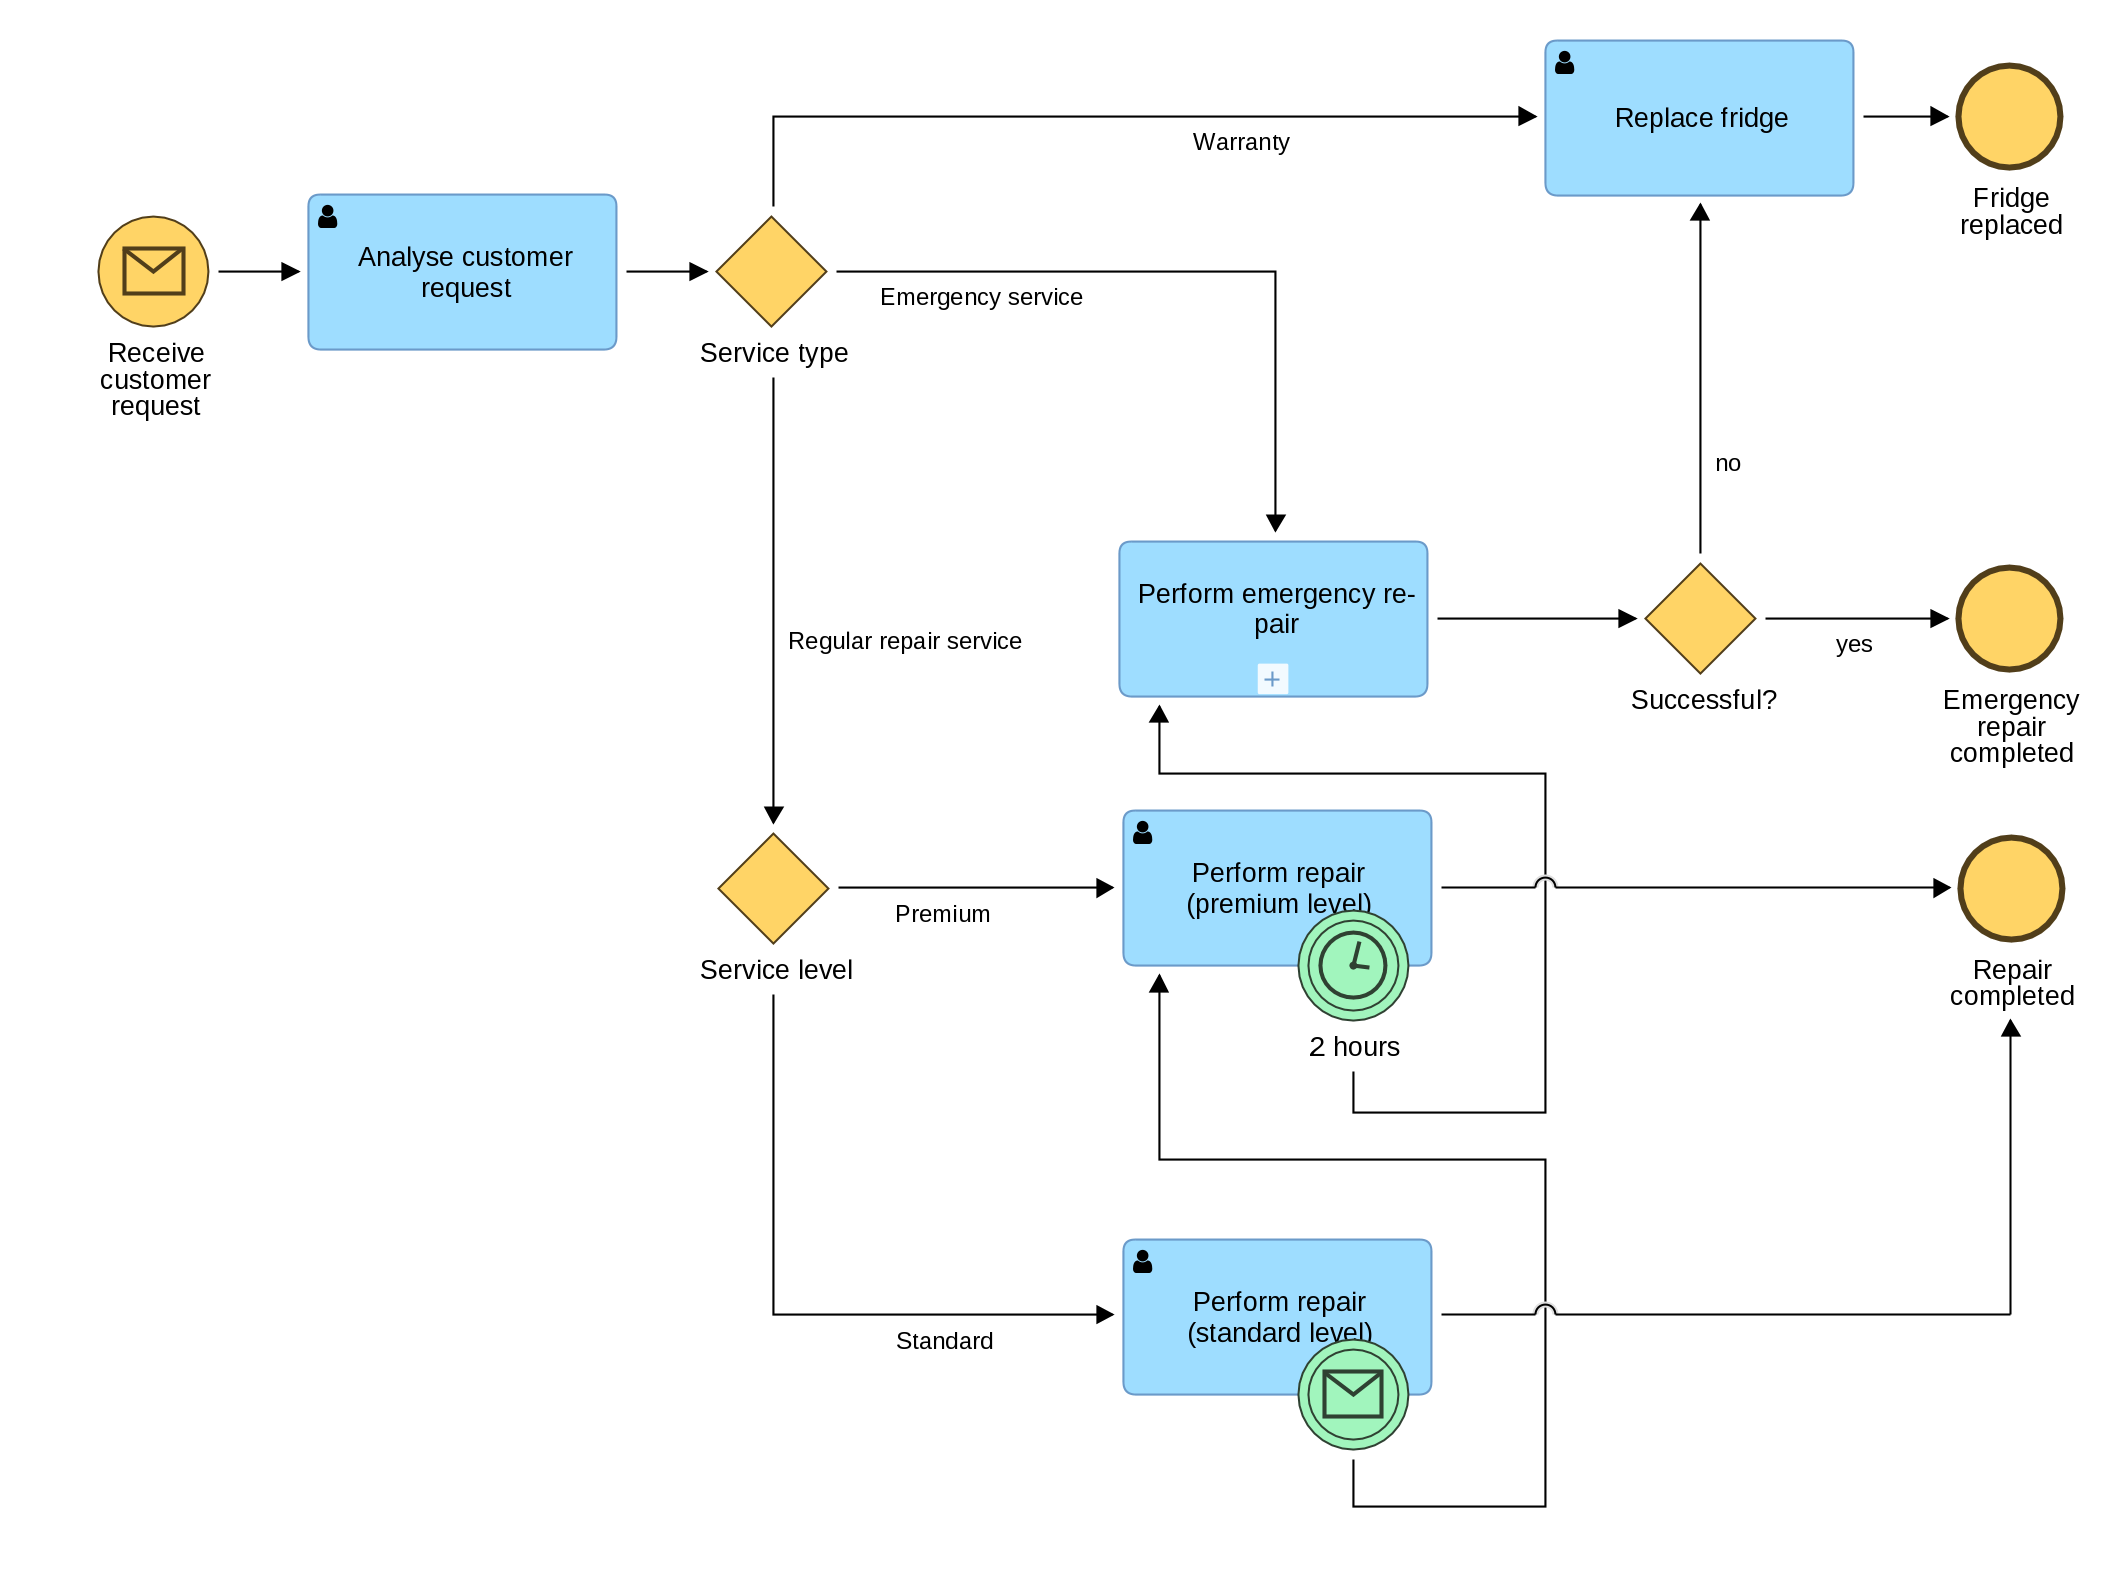 Replace fridge
Warranty
Fridge
replaced
Analyse customer
request
Emergency service
Receive
customer
request
Service type
no
Perform emergency re-
pair
Regular repair service
yes
Successful?
Emergency
repair
completed
Perform repair
(premium level)
Premium
Service level
Repair
completed
2 hours
Perform repair
(standard level)
Standard